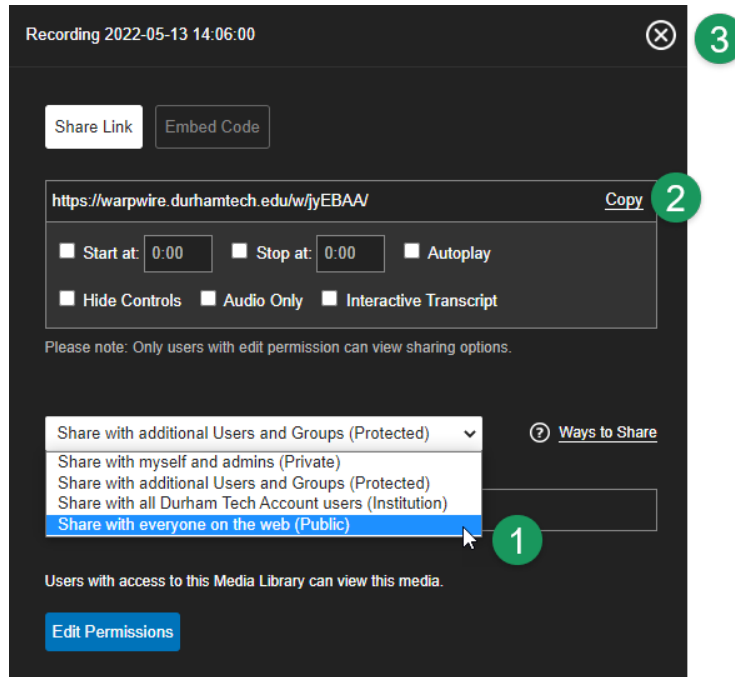 Recording 2022-05-13 14:06:00
3
Share Link
Embed Code
https://warpwire.durhamtech.edu/w/jyEBAA/
Copy
2
Start at: 0:00 Stop at: 0:00 Autoplay
Hide Controls Audio Only Interactive Transcript
Please note: Only users with edit permission can view sharing options.
Share with additional Users and Groups (Protected)
? Ways to Share
Share with myself and admins (Private)
Share with additional Users and Groups (Protected)
Share with all Durham Tech Account users (Institution)
Share with everyone on the web (Public)
1
Users with access to this Media Library can view this media.
Edit Permissions